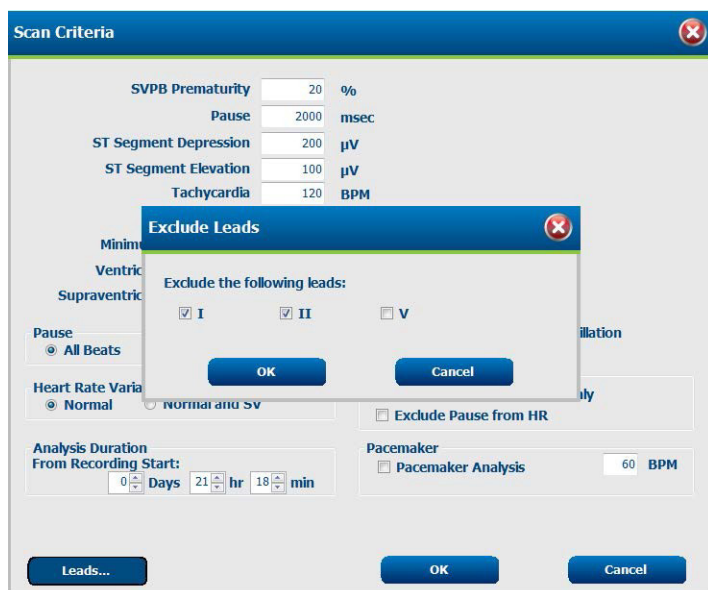 Scan Criteria
SVPB Prematurity 20 %
Pause 2000 msec
ST Segment Depression 200 µV
ST Segment Elevation 100 µV
Tachycardia 120 BPM
Exclude Leads
Exclude the following leads:
I II V
OK Cancel
Pause
All Beats
Normal Normal and SV
Exclude Pause from HR
Analysis Duration
From Recording Start:
0 Days 21 hr 18 min
Pacemaker
Pacemaker Analysis 60 BPM
Leads... OK Cancel